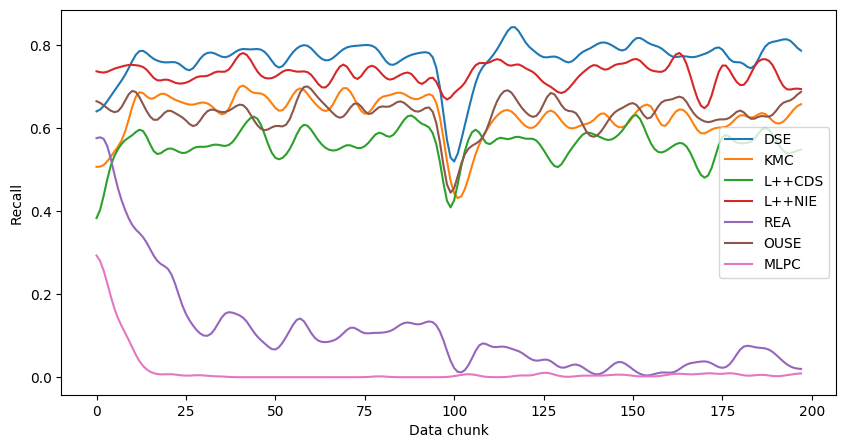 Recall
0.8
0.6
0.4
0.2
0.0
0
25
50
75
100
125
150
175
200
Data chunk
DSE
KMC
L++CDS
L++NIE
REA
OUSE
MLPC